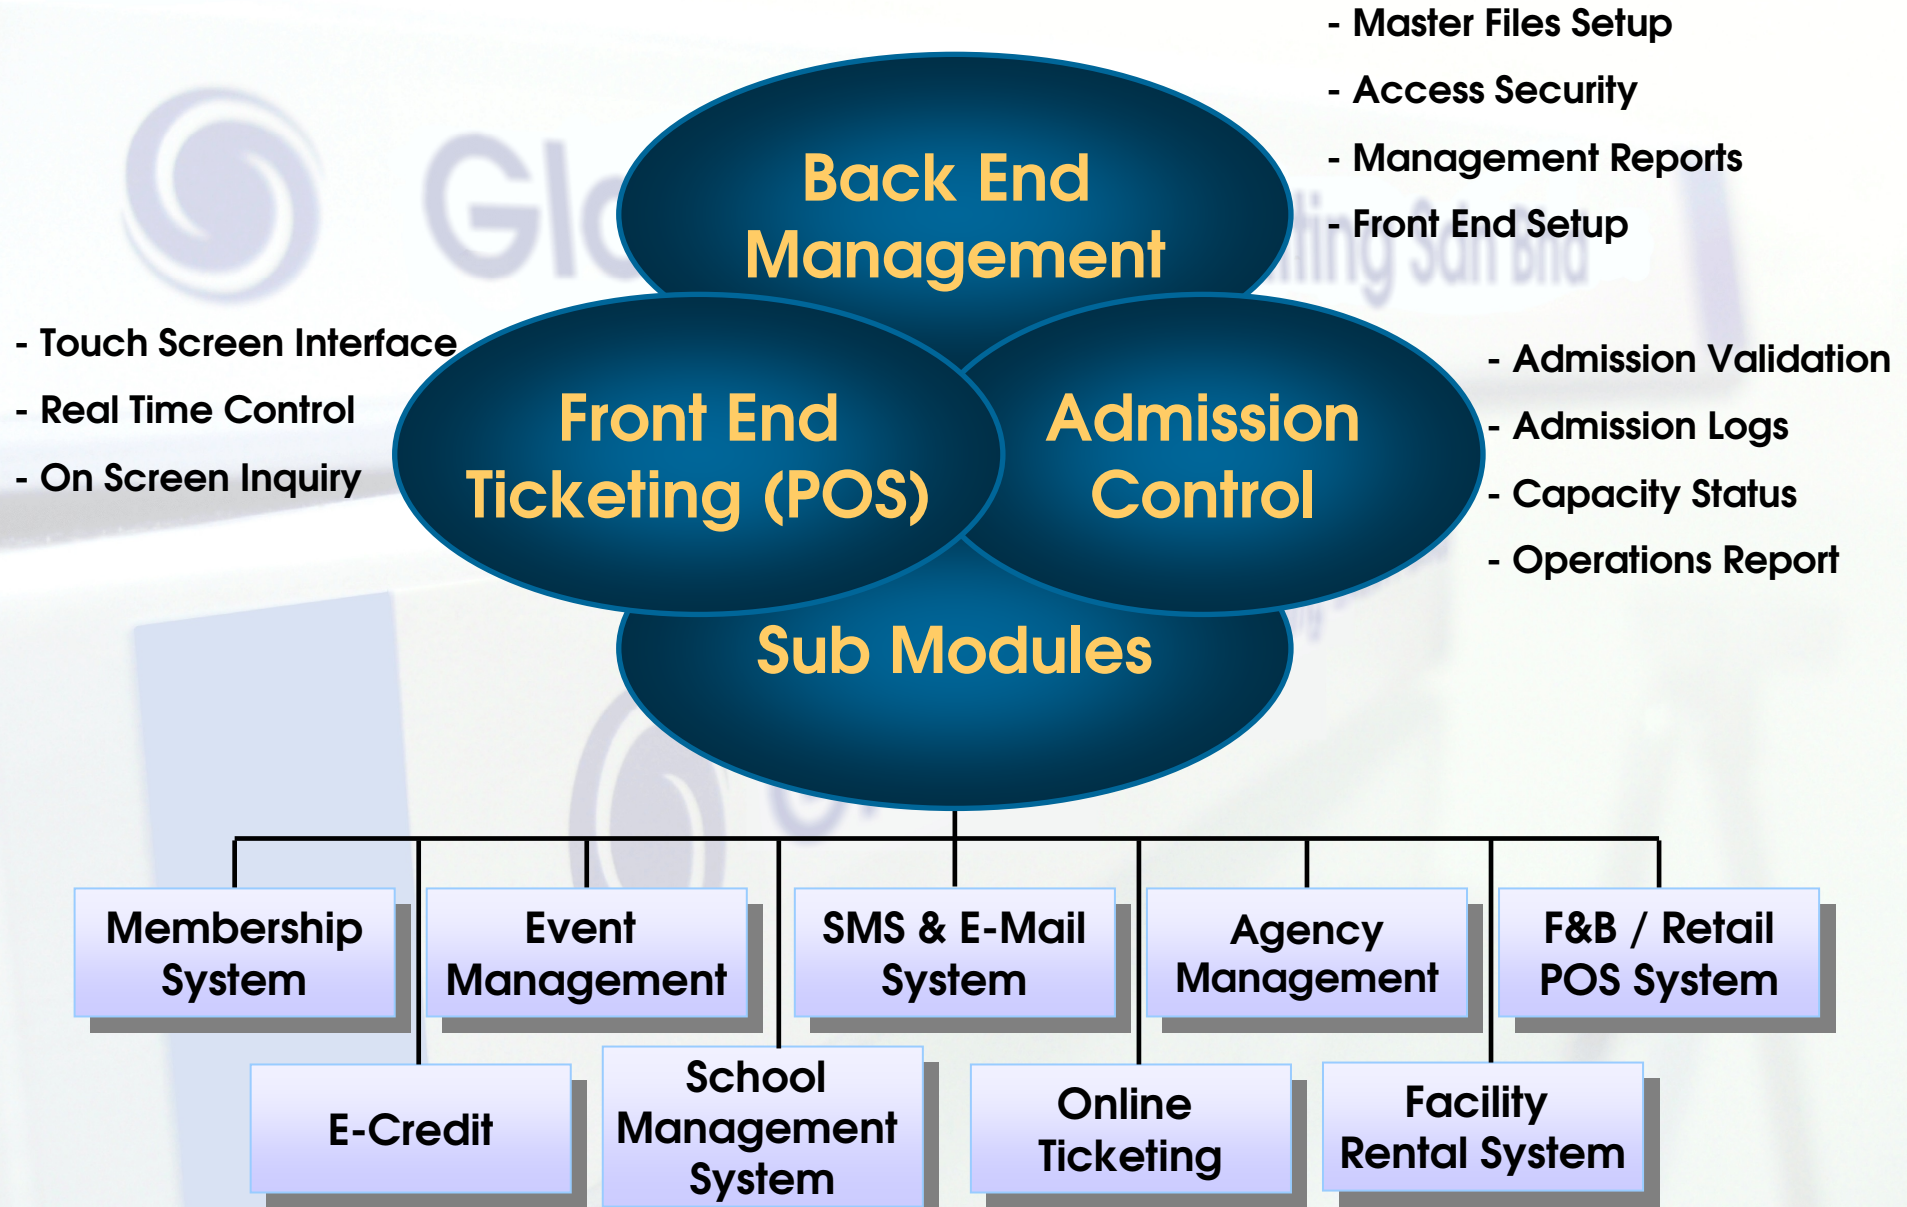 - Master Files Setup
- Access Security
- Management Reports
- Front End Setup
Back End
Management
Sdn Bhd
- Touch Screen Interface
- Real Time Control
- On Screen Inquiry
Front End
Ticketing (POS)
Admission
Control
- Admission Validation
- Admission Logs
- Capacity Status
- Operations Report
Sub Modules
Membership
System
Event
Management
SMS & E-Mail
System
Agency
Management
F&B / Retail
POS System
E-Credit
School
Management
System
Online
Ticketing
Facility
Rental System